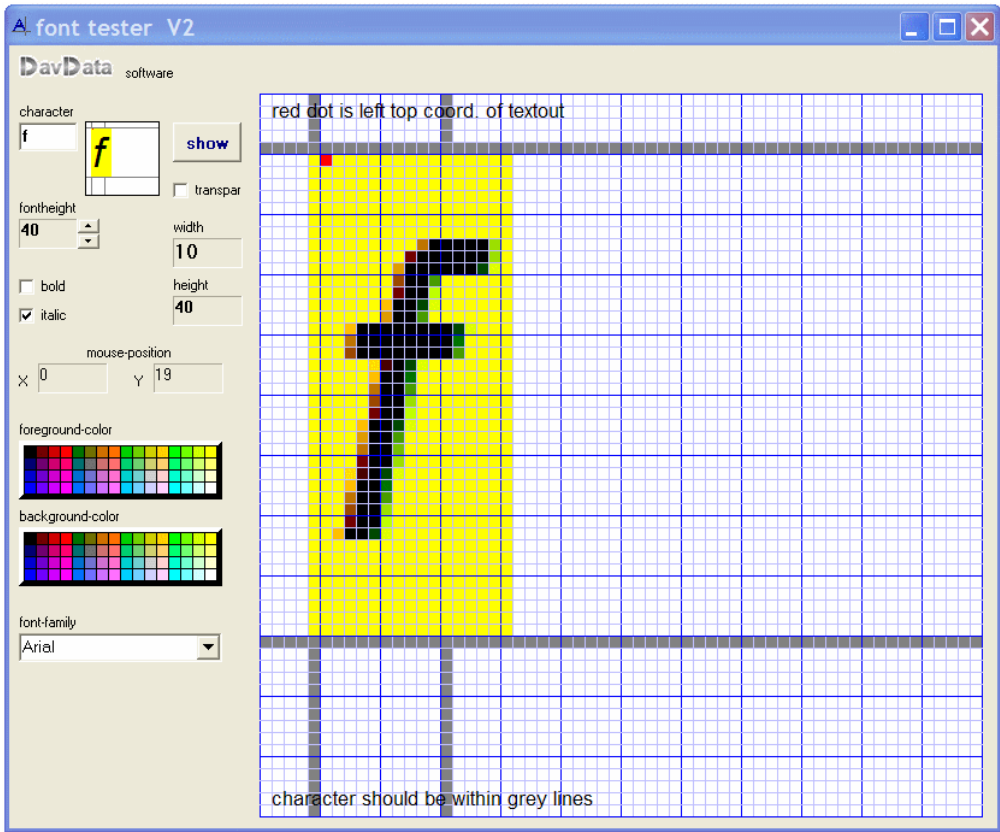 font tester V2
DavData software
character
f
f
show
transpar
fontheight
40
width
10
bold
height
40
italic
mouse-position
X 0 Y 19
foreground-color
background-color
font-family
Arial
red dot is left top coord. of textout
f
character should be within grey lines